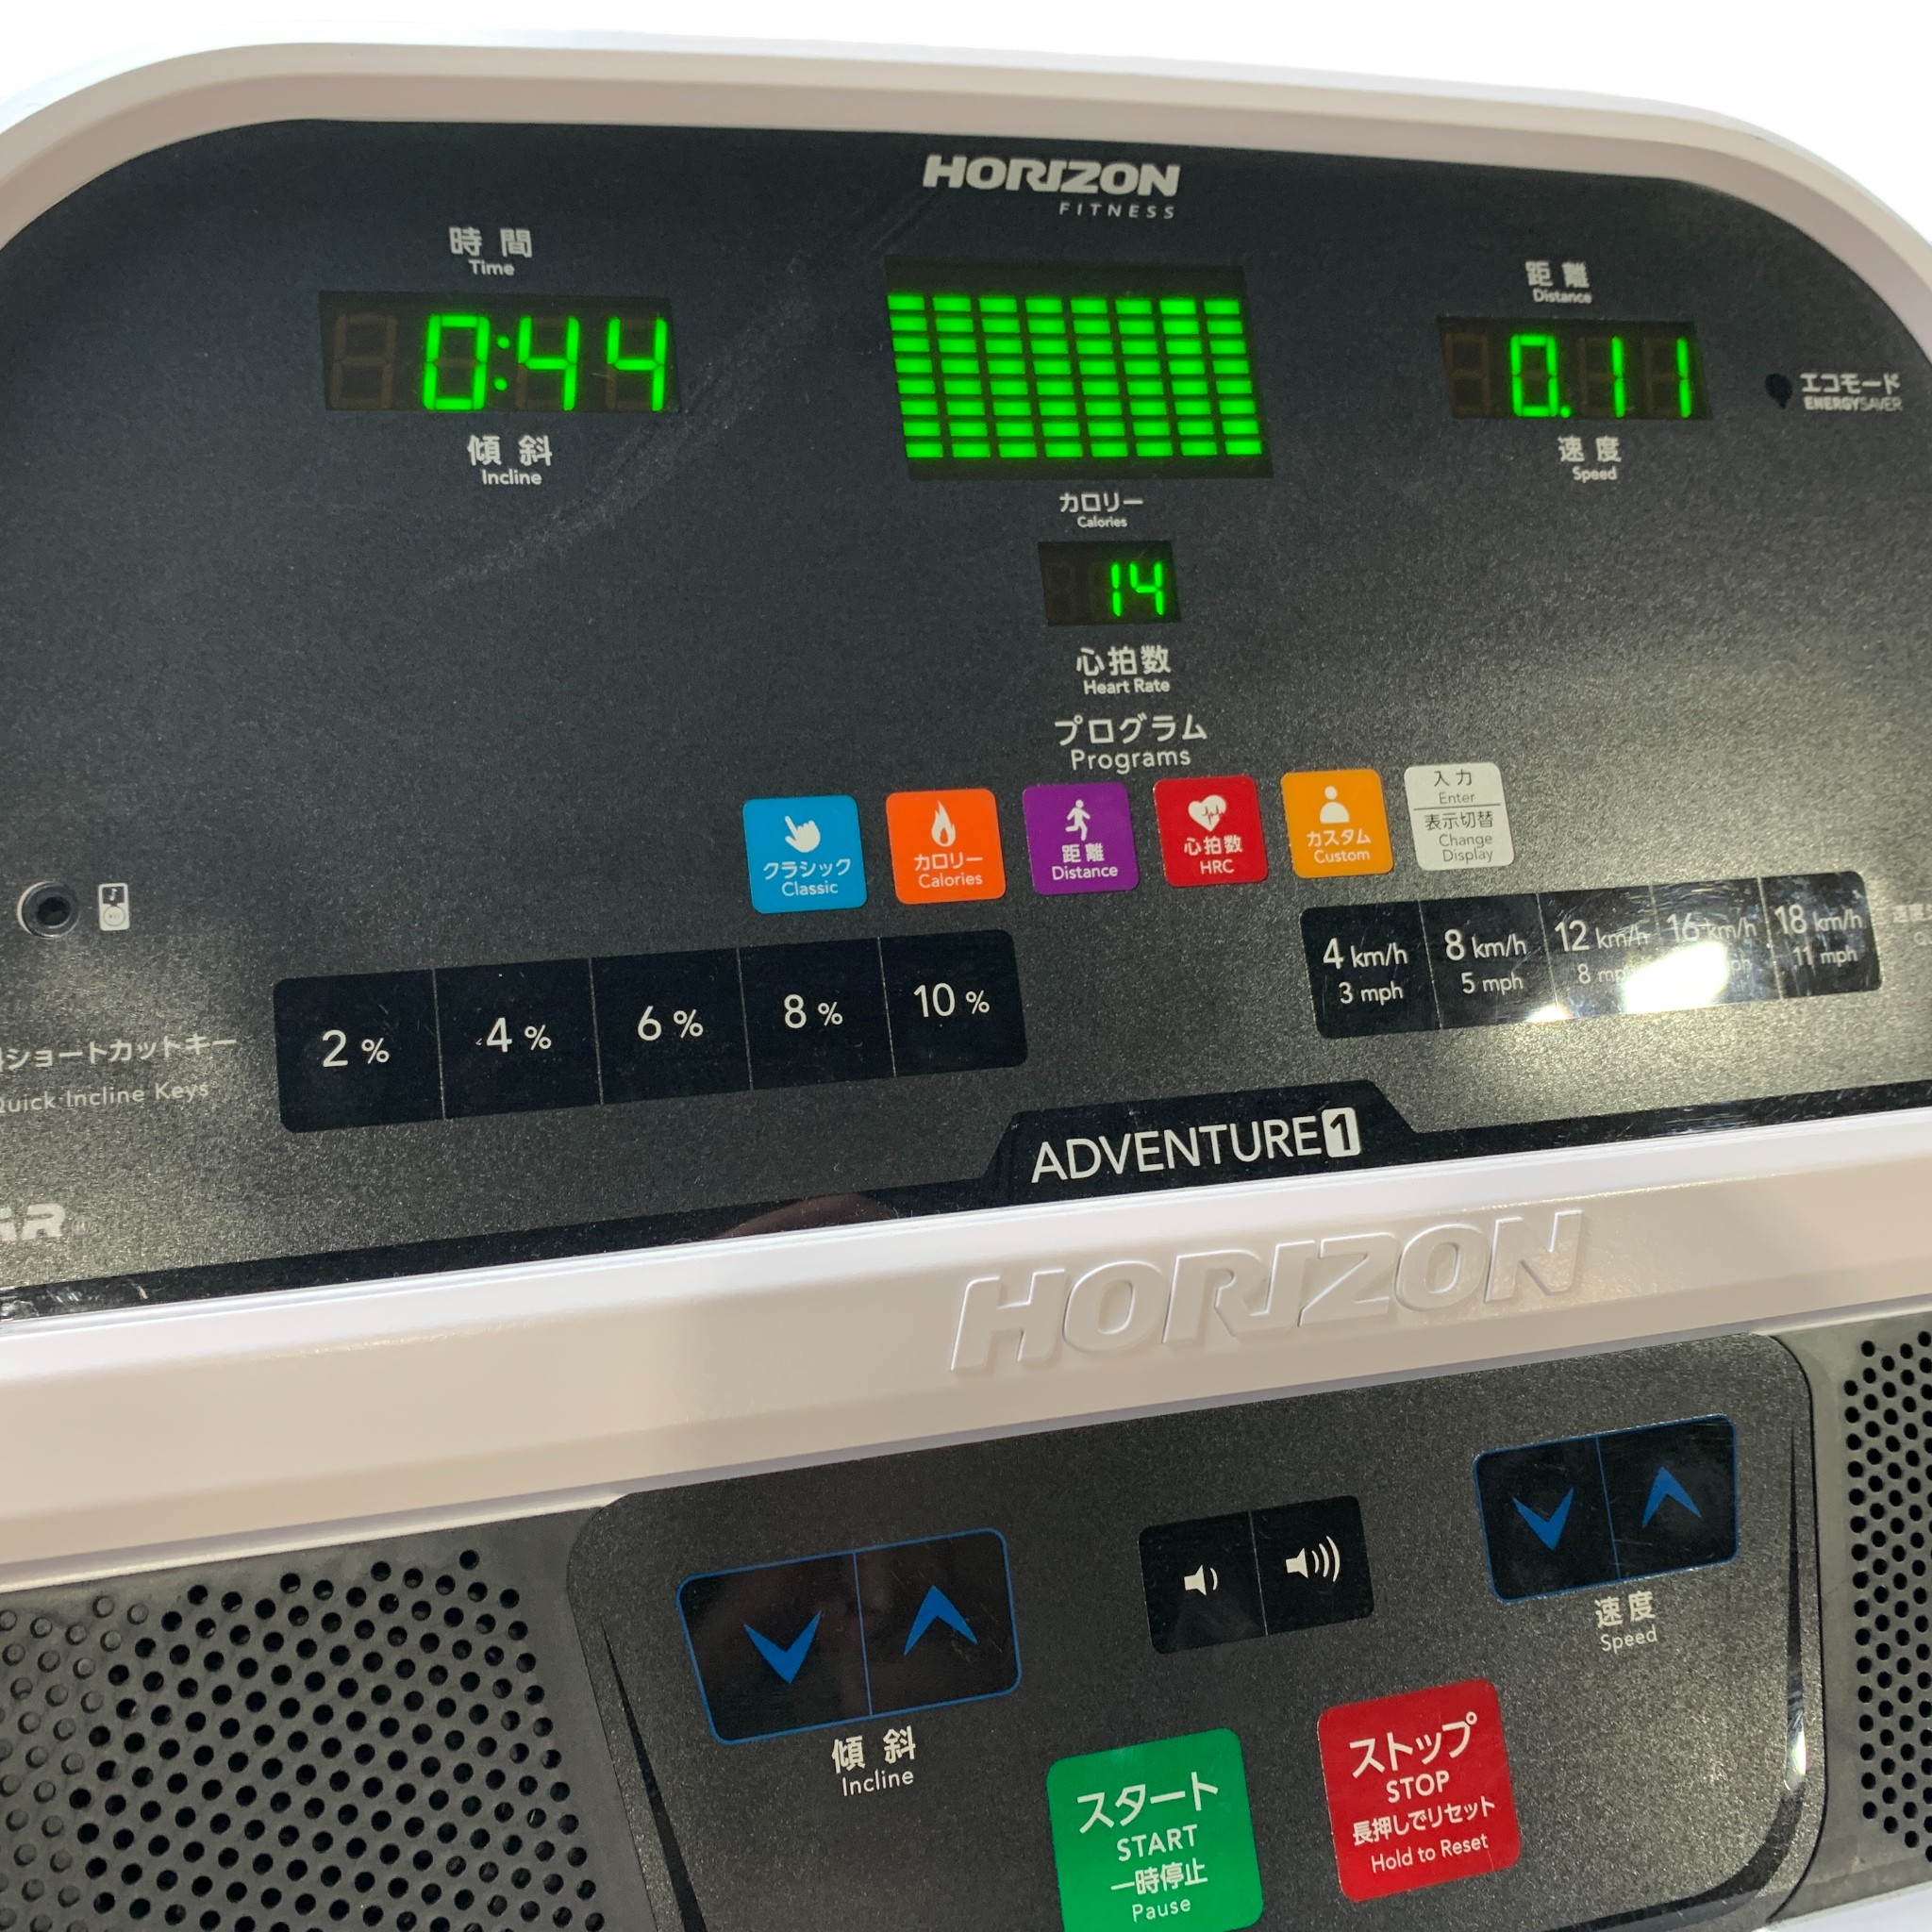 HORIZON
FITNESS
時間
Time
0:44
傾斜
Incline
距離
Distance
0.11
速度
Speed
エコモード
ENERGYSAVER
カロリー
Calories
14
心拍数
Heart Rate
プログラム
Programs
クラシック
Classic
カロリー
Calories
距離
Distance
心拍数
HRC
カスタム
Custom
入力
Enter
表示切替
Change
Display
ショートカットキー
Quick Incline Keys
2 %
4 %
6 %
8 %
10 %
4 km/h
3 mph
8 km/h
5 mph
12 km/h
8 mph
16 km/h
18 km/h
11 mph
速度
ADVENTURE 1
HORIZON
傾斜
Incline
速度
Speed
スタート
START
一時停止
Pause
ストップ
STOP
長押しでリセット
Hold to Reset